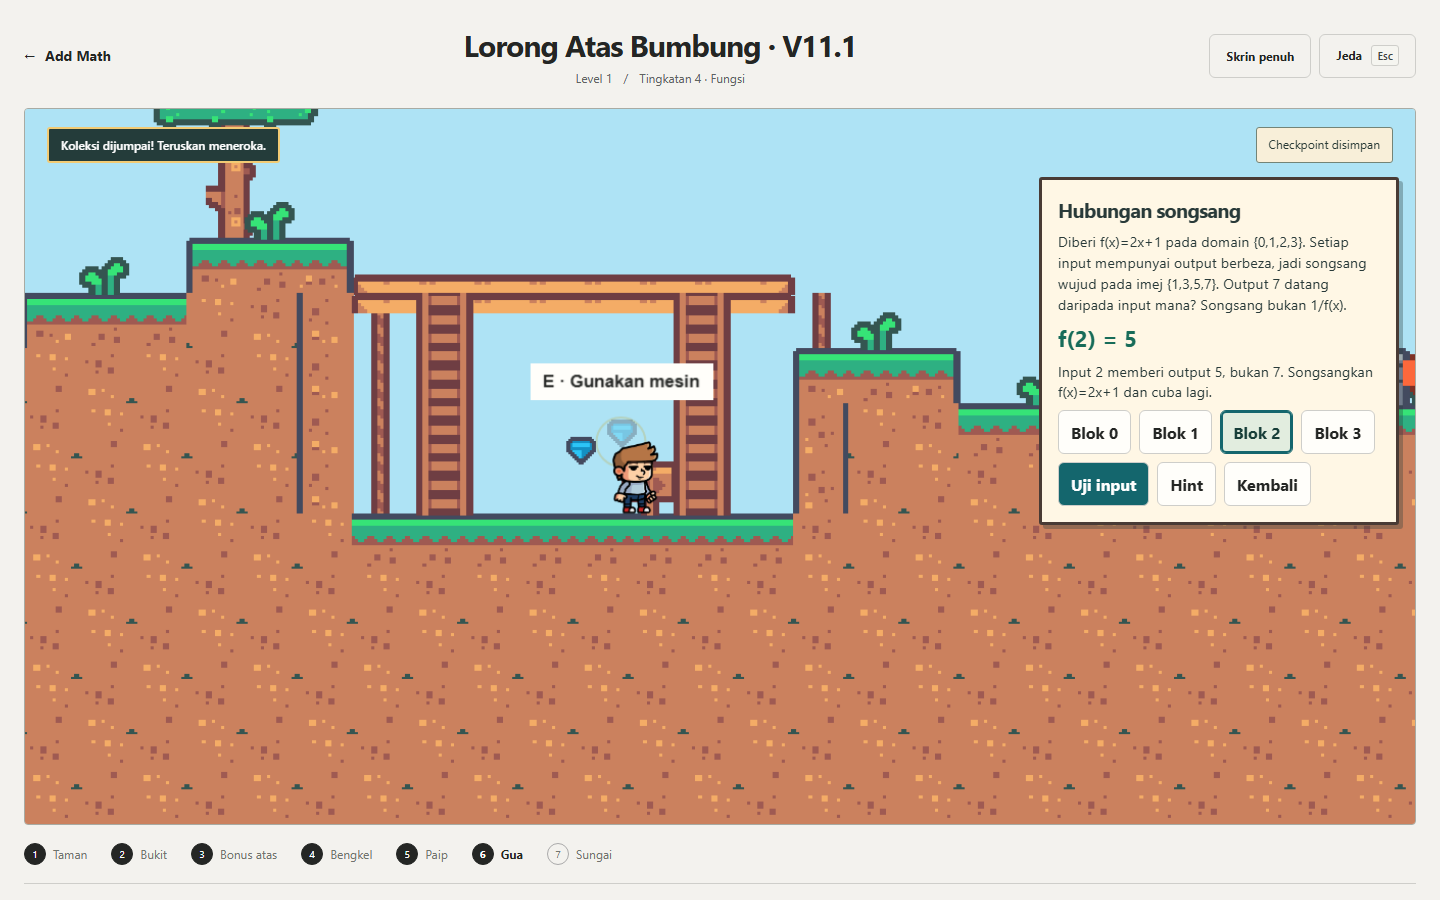 ← Add Math
Lorong Atas Bumbung · V11.1
Level 1 / Tingkatan 4 · Fungsi
Skrin penuh
Jeda Esc
Koleksi dijumpai! Teruskan meneroka.
Checkpoint disimpan
Hubungan songsang
Diberi f(x)=2x+1 pada domain {0,1,2,3}. Setiap
input mempunyai output berbeza, jadi songsang
wujud pada imej {1,3,5,7}. Output 7 datang
daripada input mana? Songsang bukan 1/f(x).
f(2) = 5
Input 2 memberi output 5, bukan 7. Songsangkan
f(x)=2x+1 dan cuba lagi.
Blok 0 Blok 1 Blok 2 Blok 3
Uji input Hint Kembali
E · Gunakan mesin
1 Taman 2 Bukit 3 Bonus atas 4 Bengkel 5 Paip 6 Gua 7 Sungai